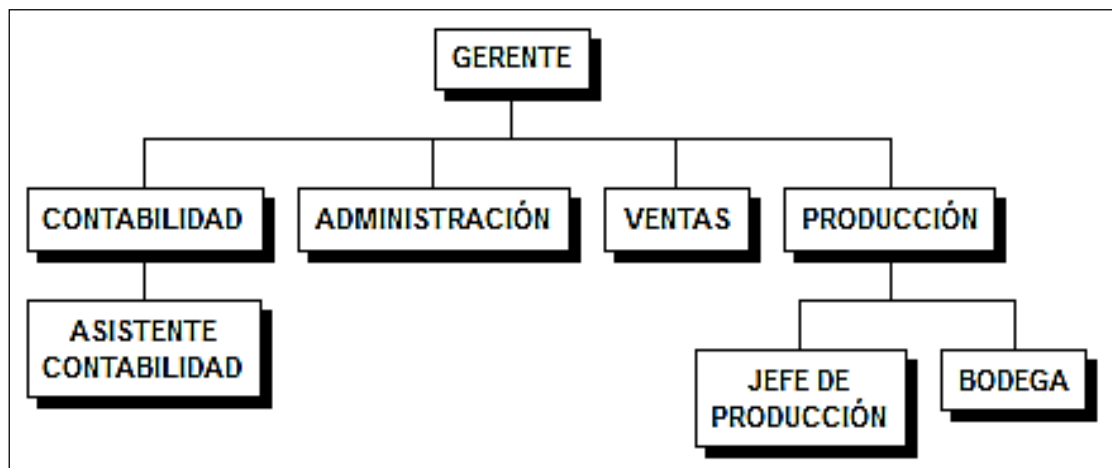 GERENTE
CONTABILIDAD
ADMINISTRACIÓN
VENTAS
PRODUCCIÓN
ASISTENTE
CONTABILIDAD
JEFE DE
PRODUCCIÓN
BODEGA